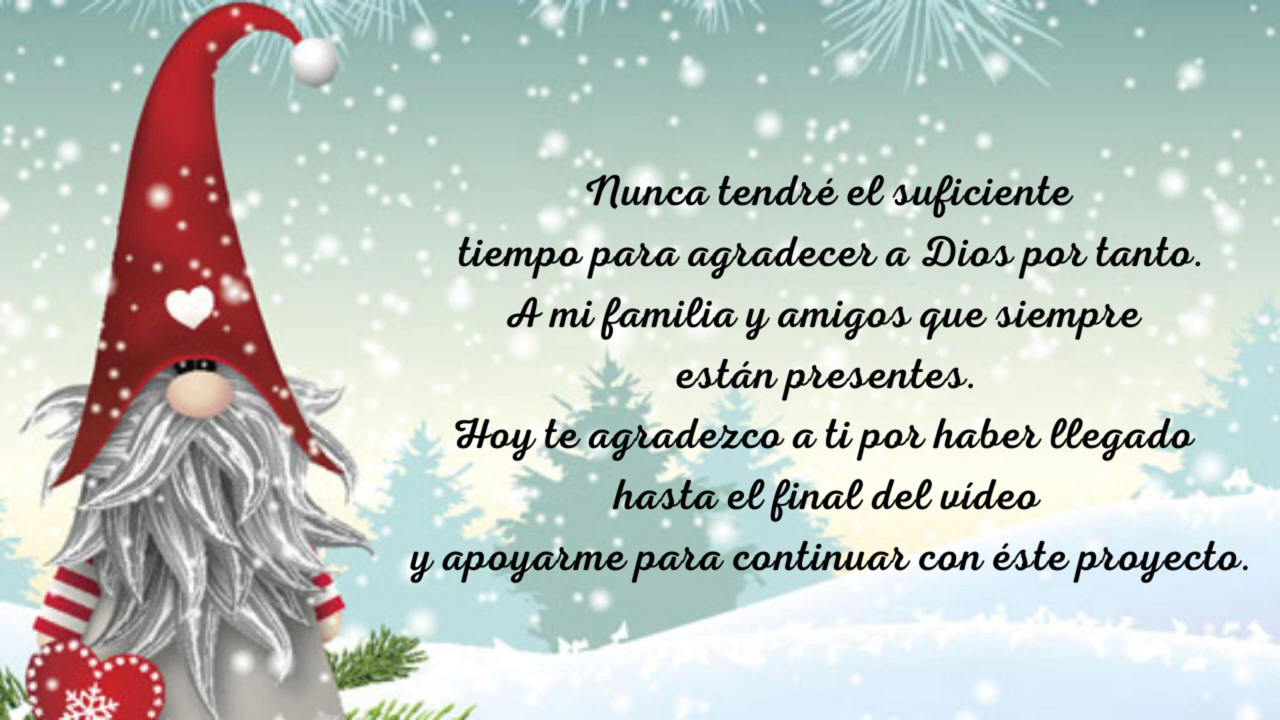 Nunca tendré el suficiente
tiempo para agradecer a Dios por tanto.
A mi familia y amigos que siempre
están presentes.
Hoy te agradezco a ti por haber llegado
hasta el final del vídeo
y apoyarme para continuar con éste proyecto.